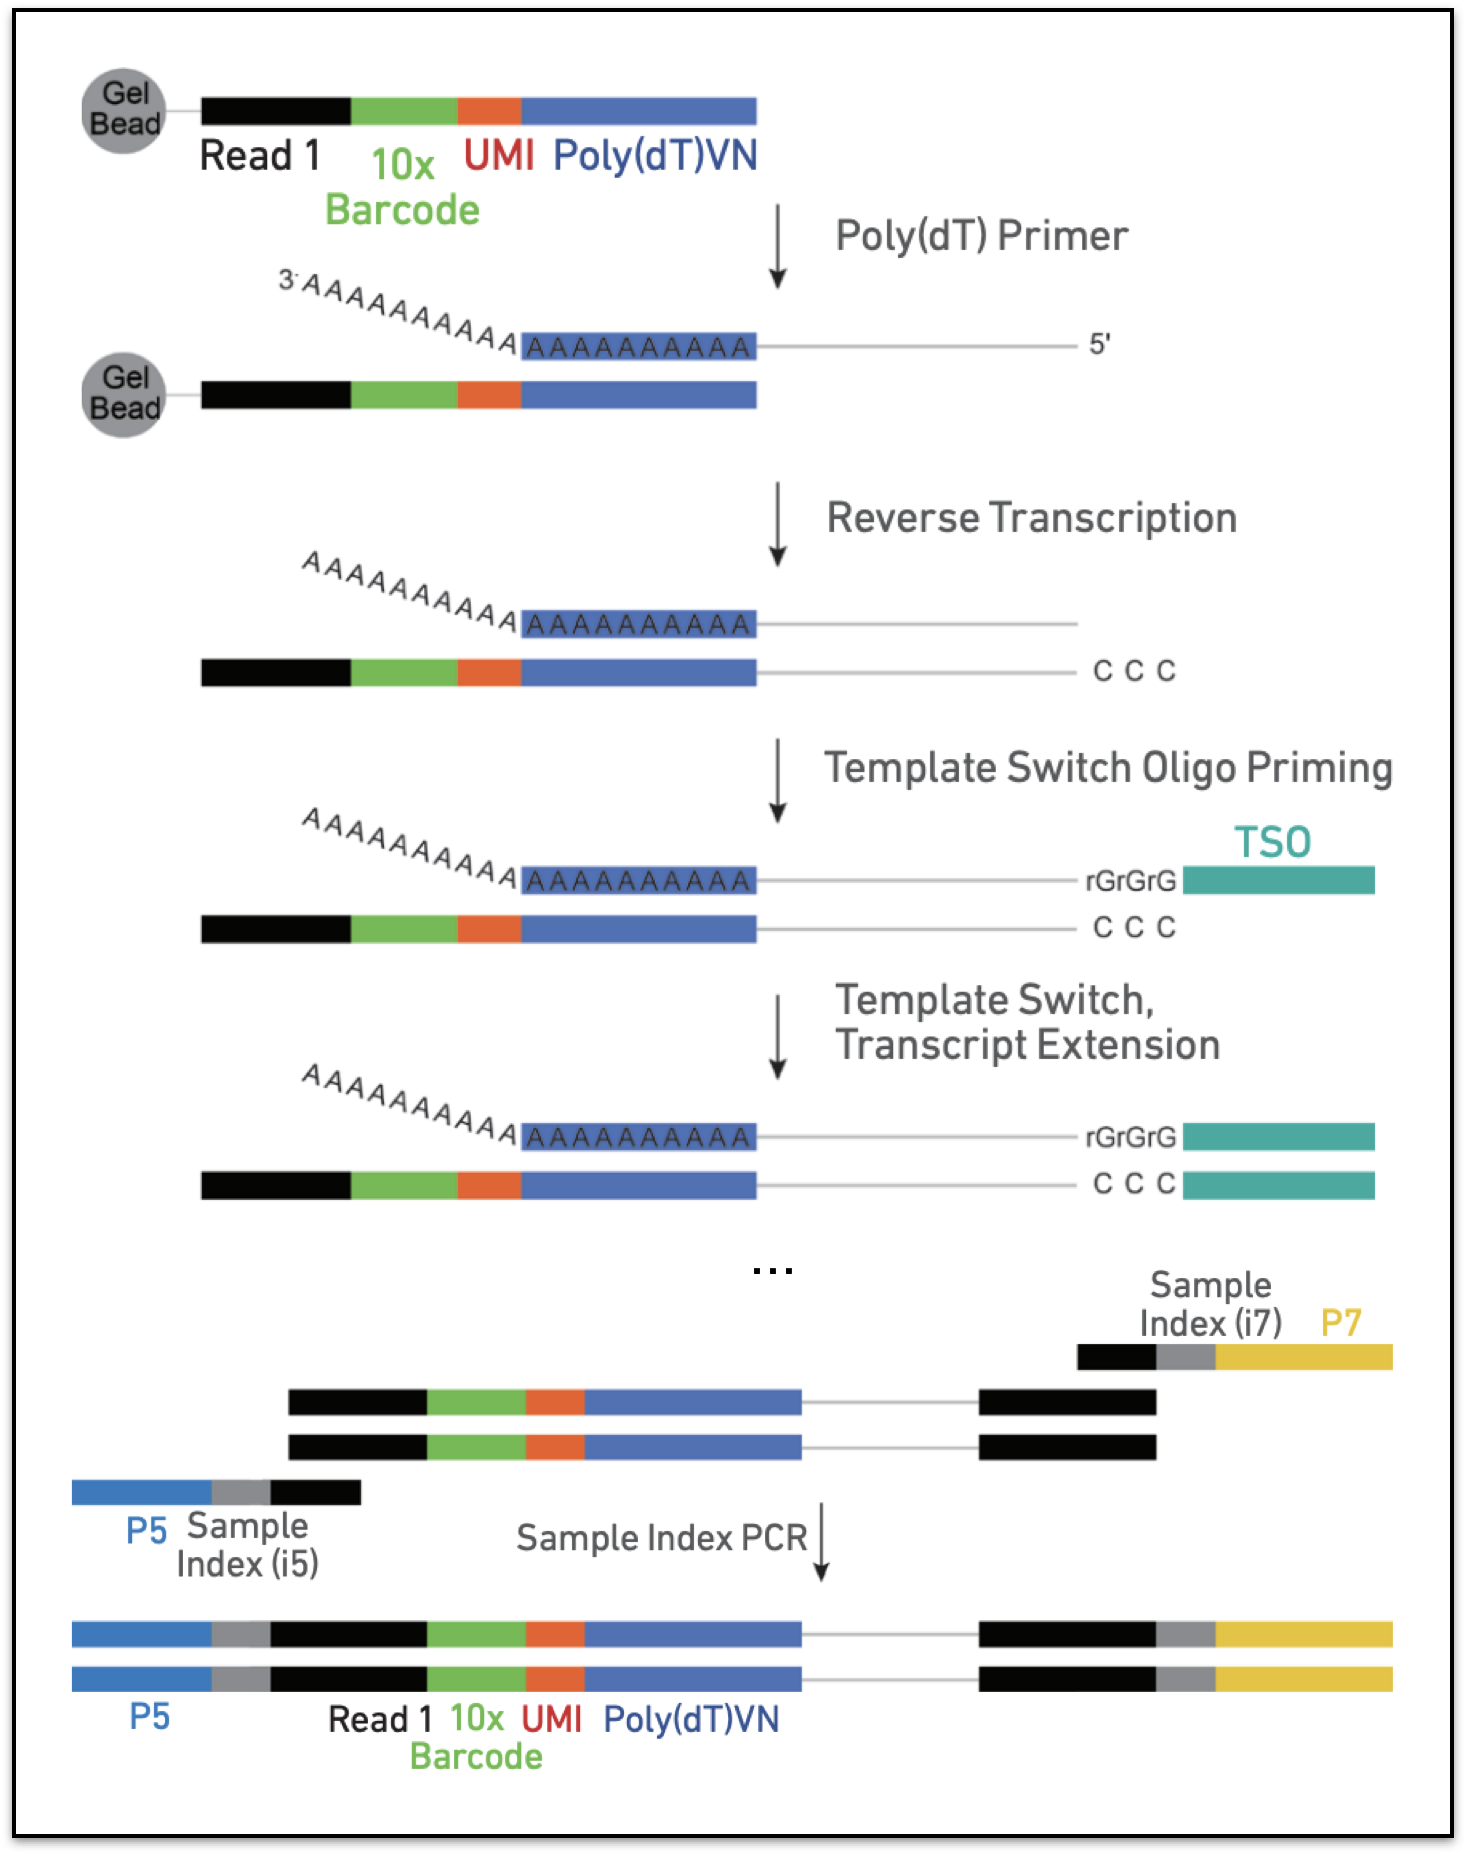 Gel
Bead
Read 1
10x
Barcode
UMI
Poly(dT)VN
Poly(dT) Primer
3' AAAAAAAAAA AAAAAAAAAA 5'
Gel
Bead
Reverse Transcription
AAAAAAAAAA AAAAAAAAAA
C C C
Template Switch Oligo Priming
TSO
AAAAAAAAAA AAAAAAAAAA rGrGrG
C C C
Template Switch,
Transcript Extension
AAAAAAAAAA AAAAAAAAAA rGrGrG
C C C
...
Sample
Index (i7)
P7
P5
Sample
Index (i5)
Sample Index PCR
P5
Read 1
10x
Barcode
UMI
Poly(dT)VN